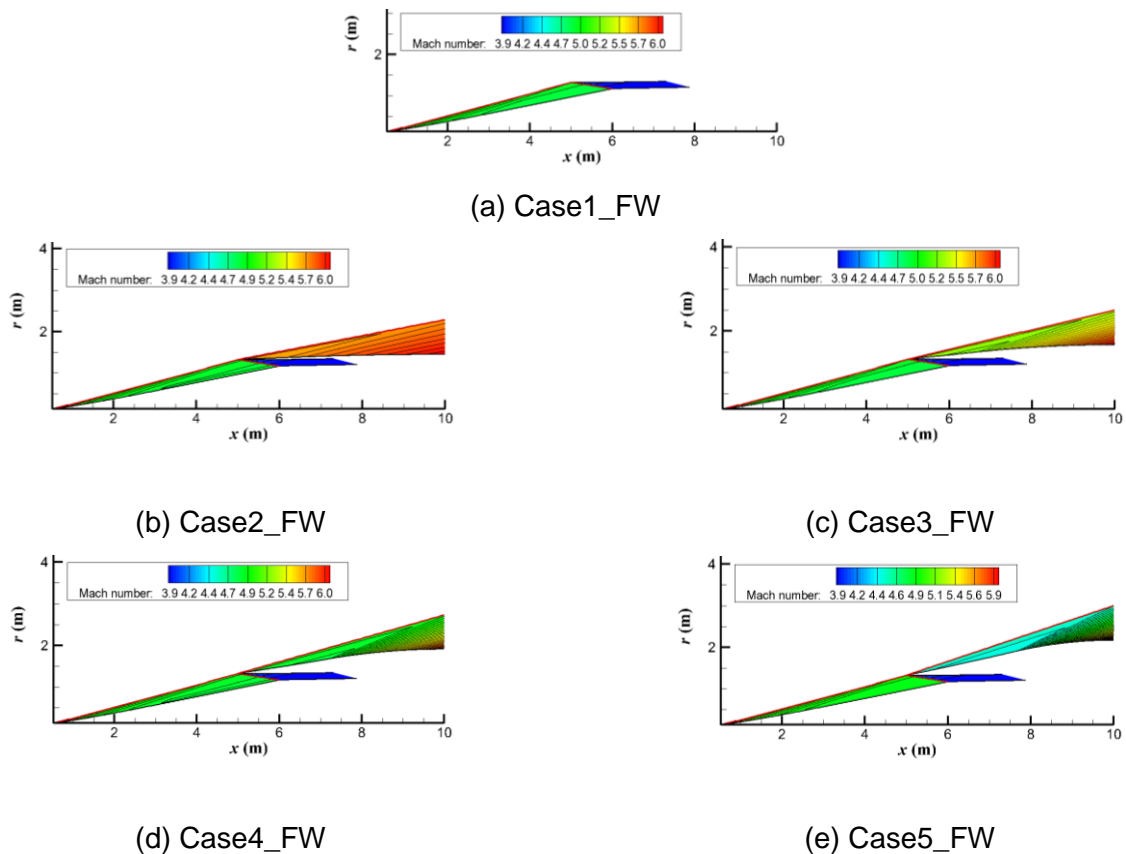 r (m)
2
Mach number: 3.9 4.2 4.4 4.7 5.0 5.2 5.5 5.7 6.0
2 4 6 8 10
x (m)
(a) Case1_FW
r (m)
4
2
Mach number: 3.9 4.2 4.4 4.7 4.9 5.2 5.4 5.7 6.0
2 4 6 8 10
x (m)
(b) Case2_FW
r (m)
4
2
Mach number: 3.9 4.2 4.4 4.7 4.9 5.2 5.4 5.7 6.0
2 4 6 8 10
x (m)
(c) Case3_FW
r (m)
4
2
Mach number: 3.9 4.2 4.4 4.7 4.9 5.2 5.4 5.7 6.0
2 4 6 8 10
x (m)
(d) Case4_FW
r (m)
4
2
Mach number: 3.9 4.2 4.4 4.6 4.9 5.1 5.4 5.6 5.9
2 4 6 8 10
x (m)
(e) Case5_FW